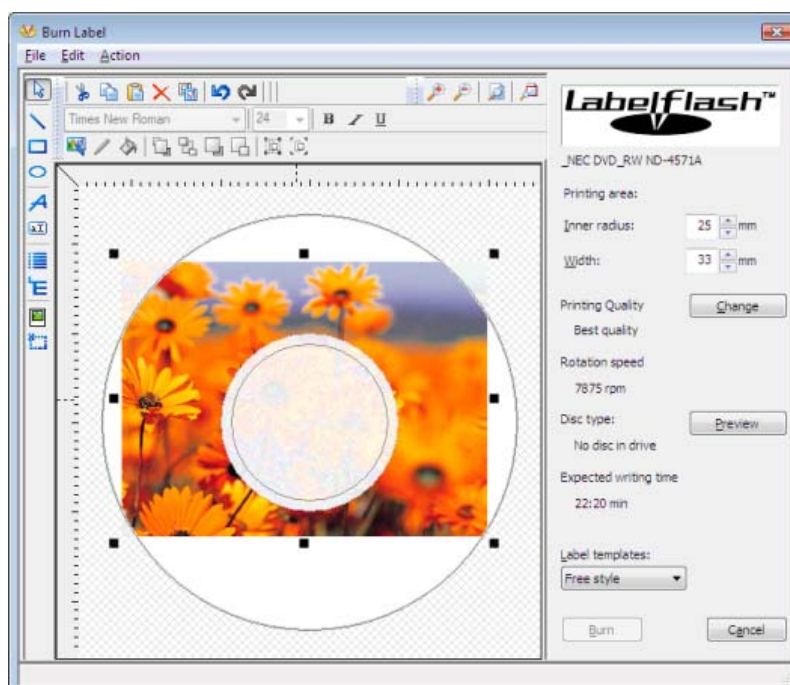 Burn Label
File Edit Action
Times New Roman 24 B I U
Labelflash™
_NEC DVD_RW ND-4571A
Printing area:
Inner radius: 25 mm
Width: 33 mm
Printing Quality Change
Best quality
Rotation speed
7875 rpm
Disc type: Preview
No disc in drive
Expected writing time
22:20 min
Label templates:
Free style
Burn Cancel